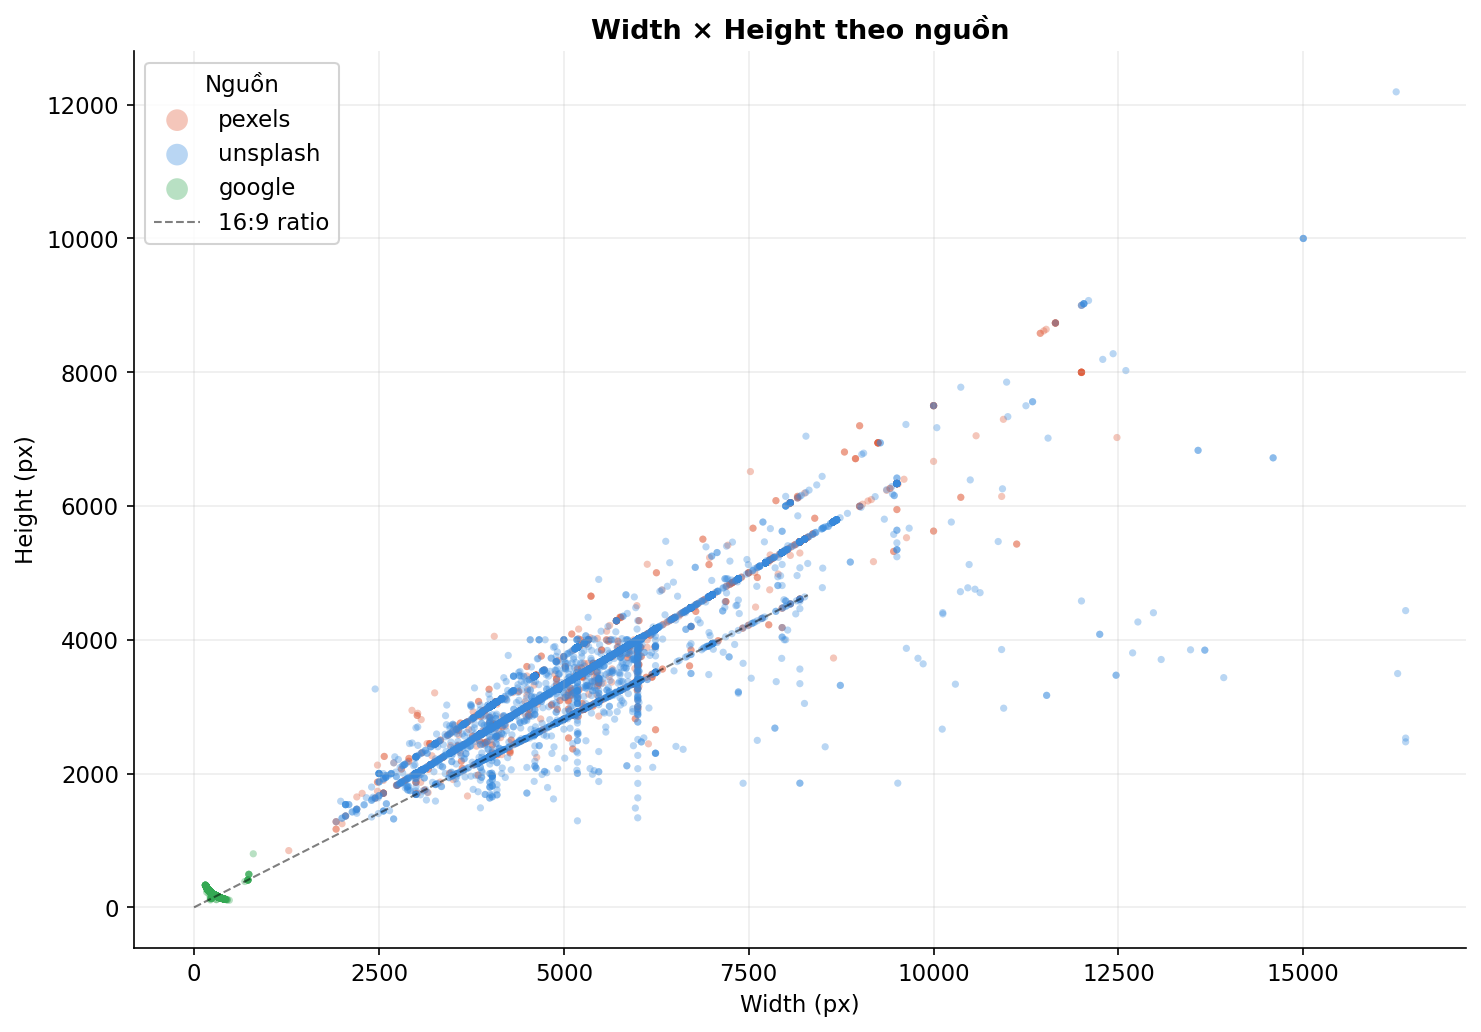 Width × Height theo nguồn
Nguồn
pexels
unsplash
google
16:9 ratio
12000
10000
8000
6000
4000
2000
0
Height (px)
0
2500
5000
7500
10000
12500
15000
Width (px)